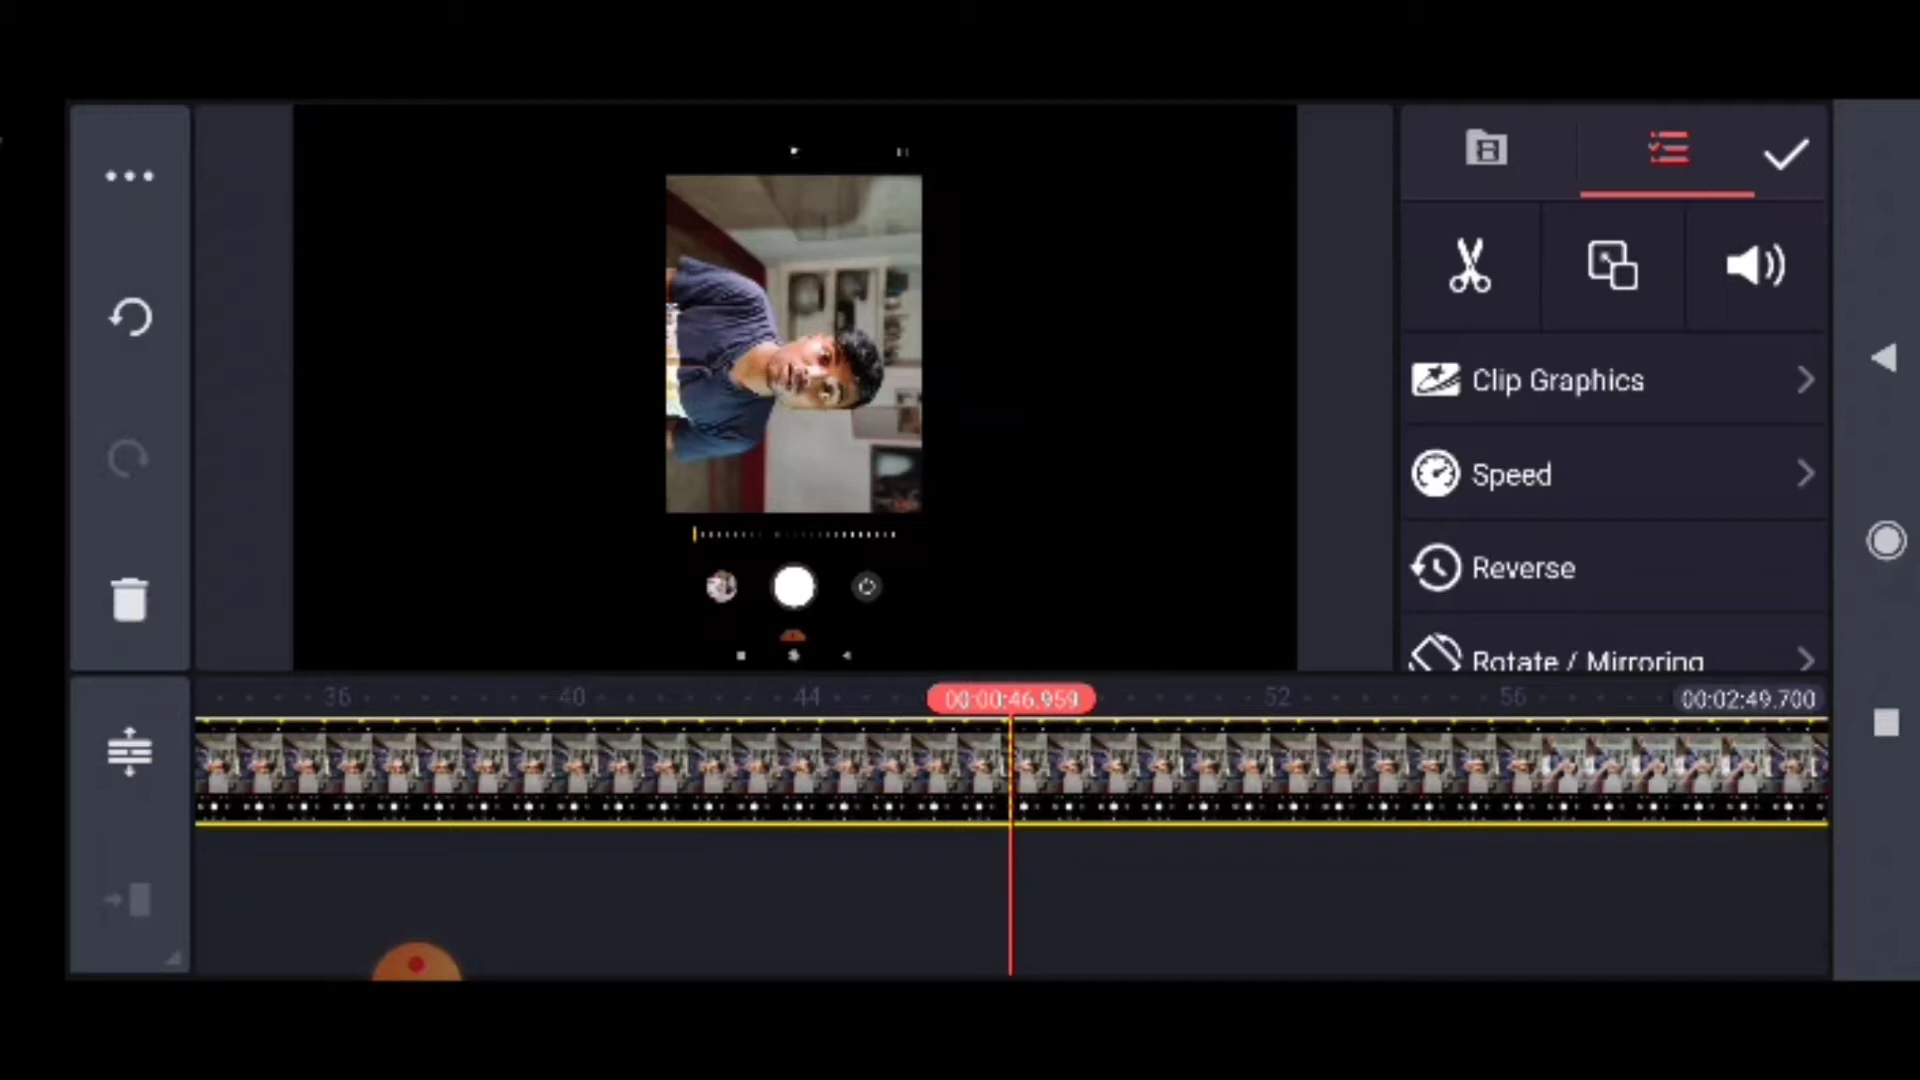 Clip Graphics
Speed
Reverse
Rotate / Mirroring
36
40
44
00:00:46.959
52
56
00:02:49.700